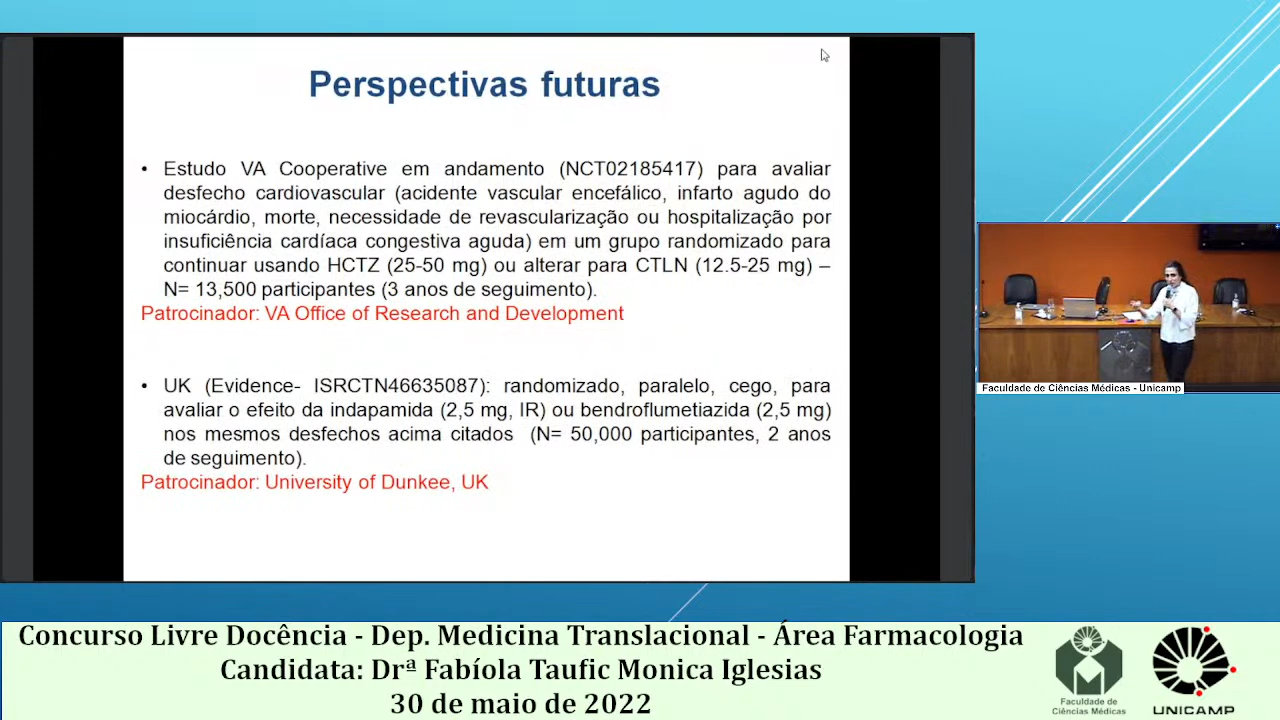 Perspectivas futuras
• Estudo VA Cooperative em andamento (NCT02185417) para avaliar
desfecho cardiovascular (acidente vascular encefálico, infarto agudo do
miocárdio, morte, necessidade de revascularização ou hospitalização por
insuficiência cardíaca congestiva aguda) em um grupo randomizado para
continuar usando HCTZ (25-50 mg) ou alterar para CTLN (12.5-25 mg) –
N= 13,500 participantes (3 anos de seguimento).
Patrocinador: VA Office of Research and Development
• UK (Evidence- ISRCTN46635087): randomizado, paralelo, cego, para
avaliar o efeito da indapamida (2,5 mg, IR) ou bendroflumetiazida (2,5 mg)
nos mesmos desfechos acima citados (N= 50,000 participantes, 2 anos
de seguimento).
Patrocinador: University of Dunkee, UK
Faculdade de Ciências Médicas - Unicamp
Concurso Livre Docência - Dep. Medicina Translacional - Área Farmacologia
Candidata: Drª Fabíola Taufic Monica Iglesias
30 de maio de 2022
Faculdade de
Ciências Médicas
UNICAMP